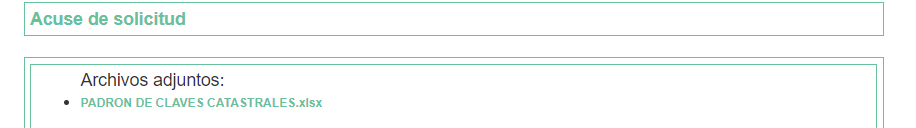 Acuse de solicitud
Archivos adjuntos:
PADRON DE CLAVES CATASTRALES.xlsx